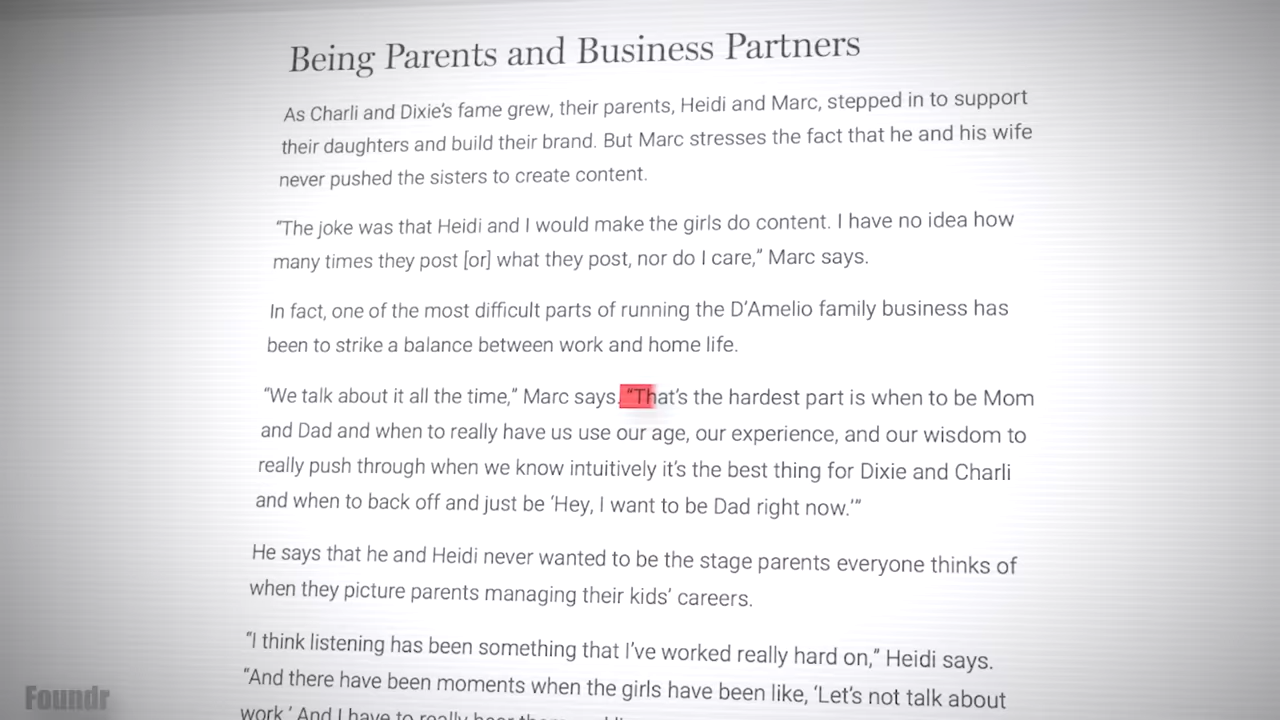 Being Parents and Business Partners
As Charli and Dixie’s fame grew, their parents, Heidi and Marc, stepped in to support
their daughters and build their brand. But Marc stresses the fact that he and his wife
never pushed the sisters to create content.
“The joke was that Heidi and I would make the girls do content. I have no idea how
many times they post [or] what they post, nor do I care,” Marc says.
In fact, one of the most difficult parts of running the D’Amelio family business has
been to strike a balance between work and home life.
“We talk about it all the time,” Marc says. “That’s the hardest part is when to be Mom
and Dad and when to really have us use our age, our experience, and our wisdom to
really push through when we know intuitively it’s the best thing for Dixie and Charli
and when to back off and just be ‘Hey, I want to be Dad right now.’”
He says that he and Heidi never wanted to be the stage parents everyone thinks of
when they picture parents managing their kids’ careers.
“I think listening has been something that I’ve worked really hard on,” Heidi says.
“And there have been moments when the girls have been like, ‘Let’s not talk about
work.’ And I have to really hear
Foundr